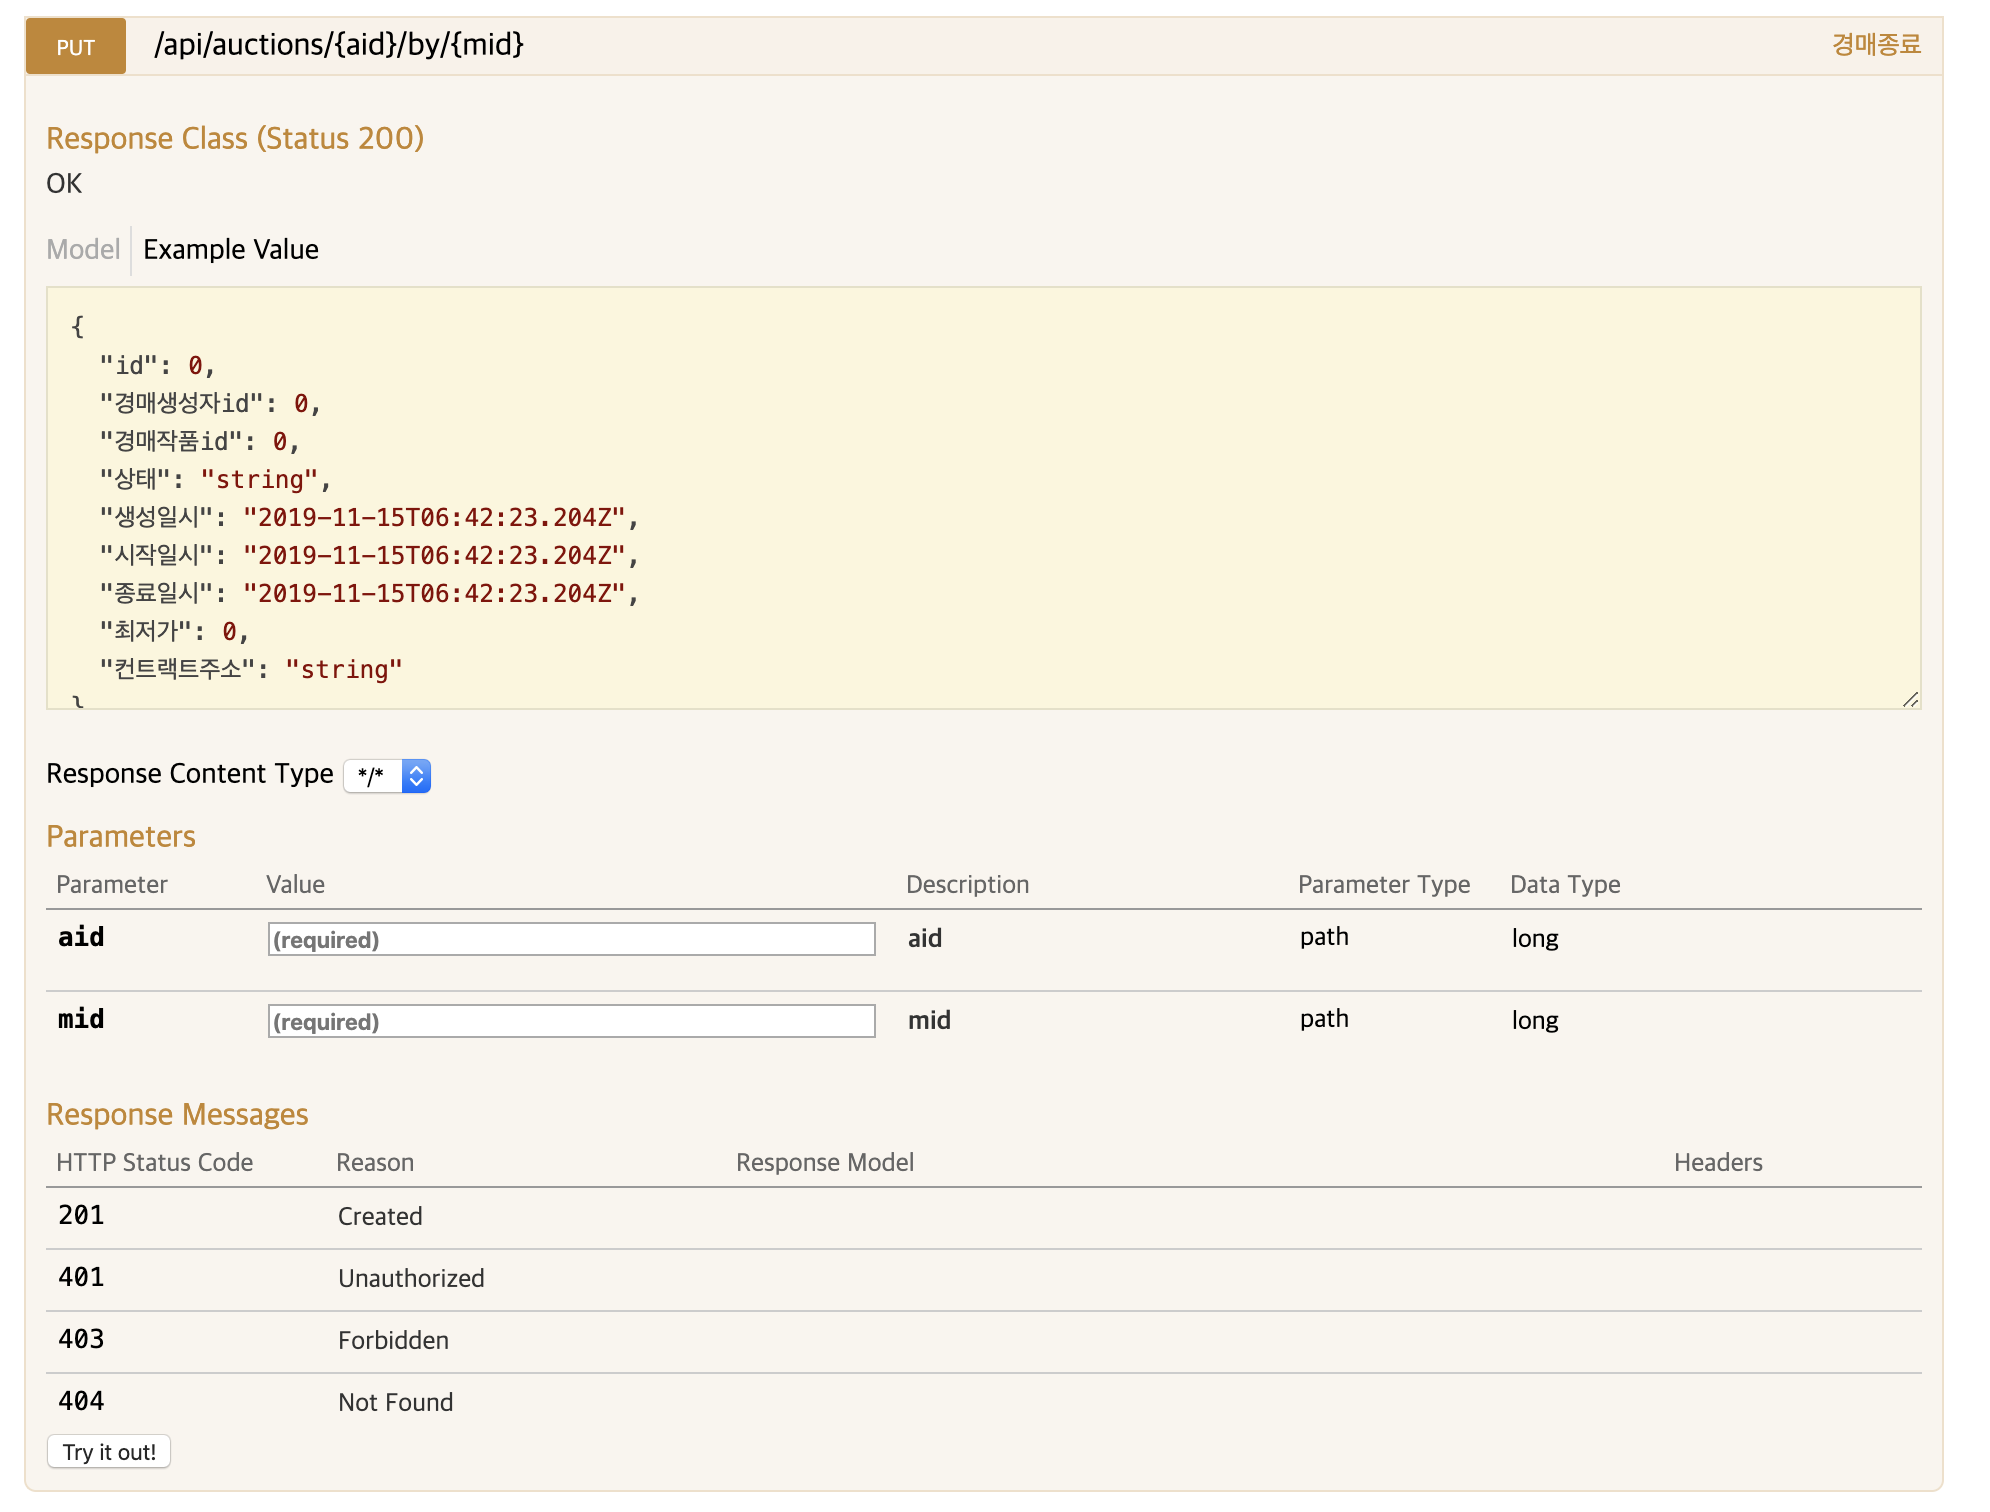 PUT /api/auctions/{aid}/by/{mid} 경매종료
Response Class (Status 200)
OK
Model Example Value
{
"id": 0,
"경매생성자id": 0,
"경매작품id": 0,
"상태": "string",
"생성일시": "2019-11-15T06:42:23.204Z",
"시작일시": "2019-11-15T06:42:23.204Z",
"종료일시": "2019-11-15T06:42:23.204Z",
"최저가": 0,
"컨트랙트주소": "string"
}
Response Content Type */*
Parameters
Parameter Value Description Parameter Type Data Type
aid (required) aid path long
mid (required) mid path long
Response Messages
HTTP Status Code Reason Response Model Headers
201 Created
401 Unauthorized
403 Forbidden
404 Not Found
Try it out!